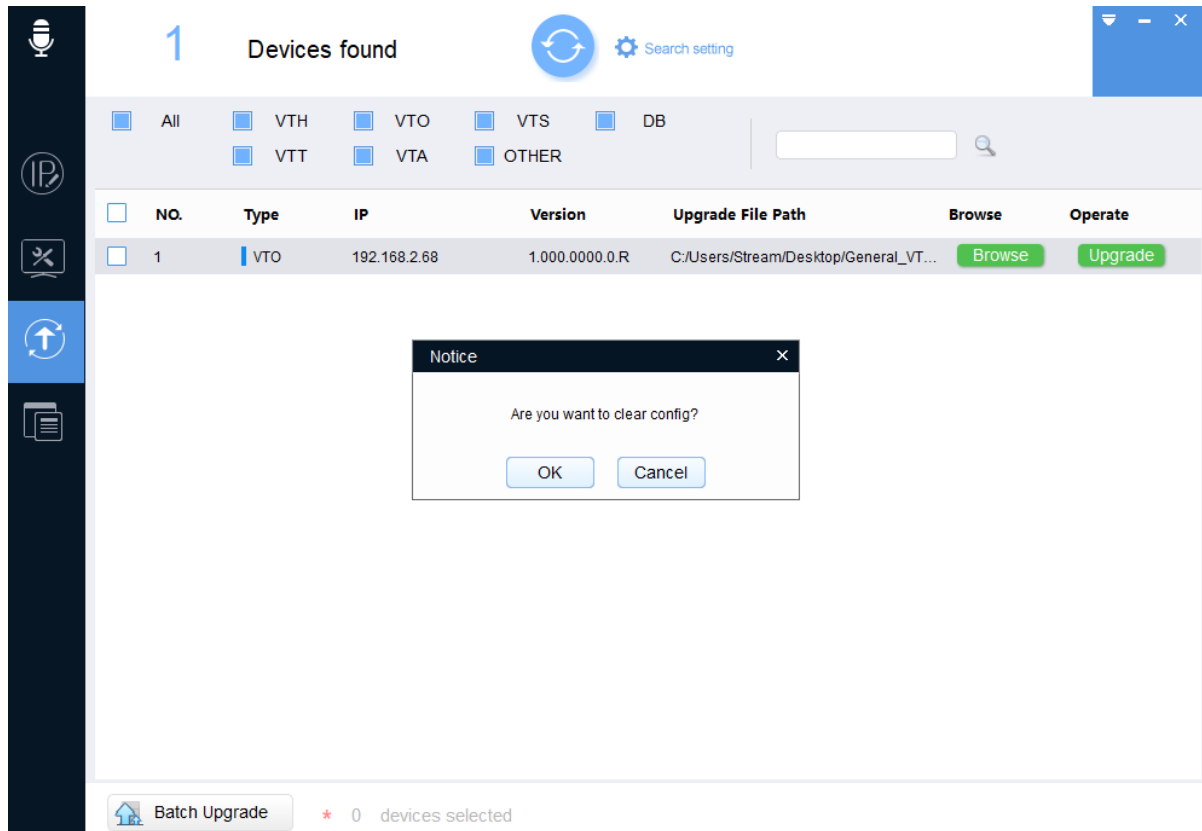 1 Devices found Search setting
All VTH VTO VTS DB
VTT VTA OTHER
NO. Type IP Version Upgrade File Path Browse Operate
1 VTO 192.168.2.68 1.000.0000.0.R C:/Users/Stream/Desktop/General_VT... Browse Upgrade
Notice
Are you want to clear config?
OK Cancel
Batch Upgrade * 0 devices selected